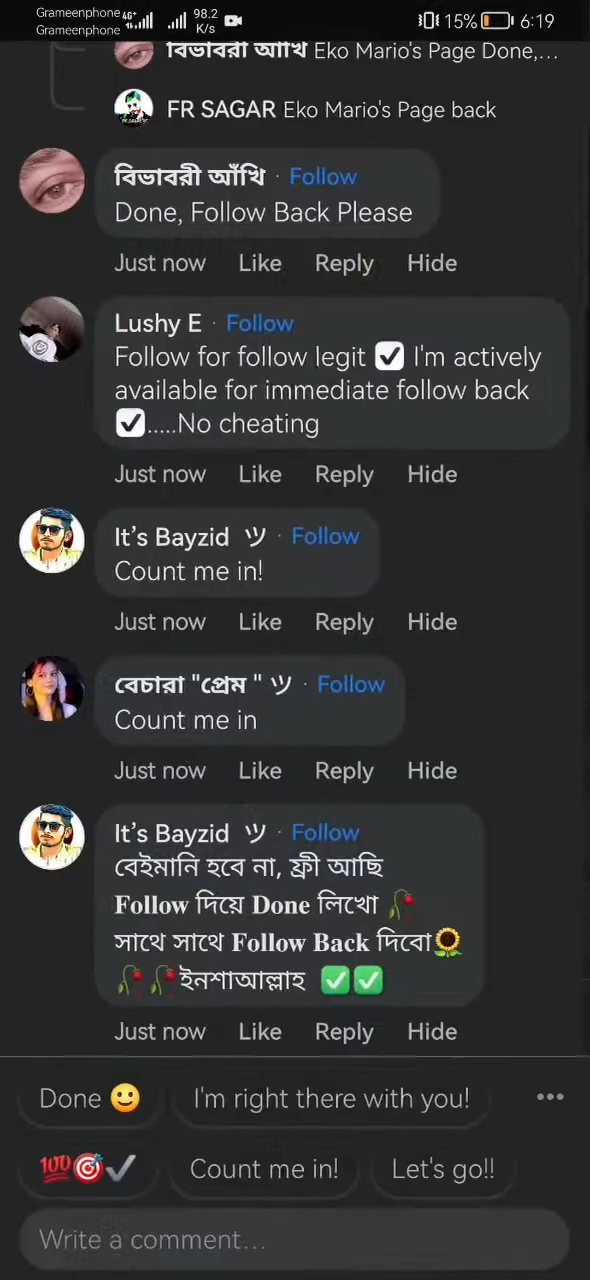 Grameenphone 4G+ 98.2 15% 6:19
Grameenphone K/s
বিভাবরী আঁখি Eko Mario's Page Done,...
FR SAGAR Eko Mario's Page back
বিভাবরী আঁখি · Follow
Done, Follow Back Please
Just now Like Reply Hide
Lushy E · Follow
Follow for follow legit ☑️ I'm actively
available for immediate follow back
☑️.....No cheating
Just now Like Reply Hide
It’s Bayzid ツ · Follow
Count me in!
Just now Like Reply Hide
বেচারা "প্রেম " ツ · Follow
Count me in
Just now Like Reply Hide
It’s Bayzid ツ · Follow
বেইমানি হবে না, ফ্রী আছি
𝐅𝐨𝐥𝐥𝐨𝐰 দিয়ে 𝐃𝐨𝐧𝐞 লিখো 🥀
সাথে সাথে 𝐅𝐨𝐥𝐥𝐨𝐰 𝐁𝐚𝐜𝐤 দিবো🌻
🥀🥀ইনশাআল্লাহ ✅✅
Just now Like Reply Hide
Done 🙂 I'm right there with you! •••
💯🎯✔️ Count me in! Let's go!!
Write a comment...